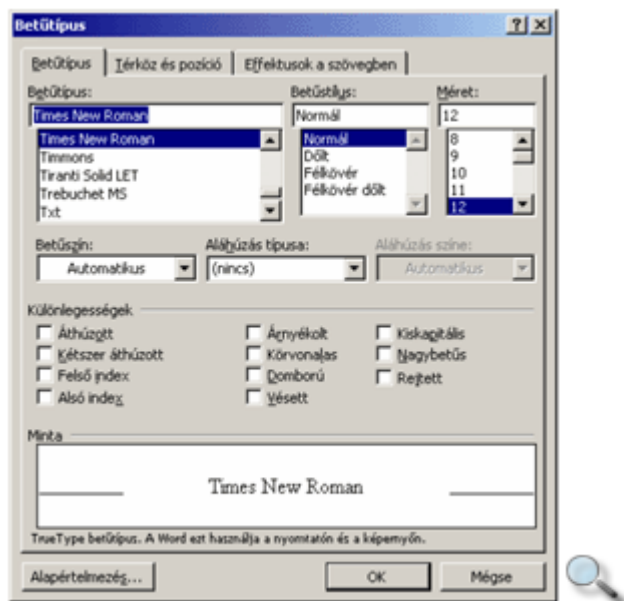 Betűtípus
Betűtípus Térköz és pozíció Effektusok a szövegben
Betűtípus: Betűstílus: Méret:
Times New Roman Normál 12
Times New Roman Normál 8
Timmons Dőlt 9
Tiranti Solid LET Félkövér 10
Trebuchet MS Félkövér dőlt 11
Txt 12
Betűszín: Aláhúzás típusa: Aláhúzás színe:
Automatikus (nincs) Automatikus
Különlegességek
Áthúzott Árnyékolt Kiskapitális
Kétszer áthúzott Körvonalas Nagybetűs
Felső index Domború Rejtett
Alsó index Vésett
Minta
Times New Roman
TrueType betűtípus. A Word ezt használja a nyomtatón és a képernyőn.
Alapértelmezés... OK Mégse